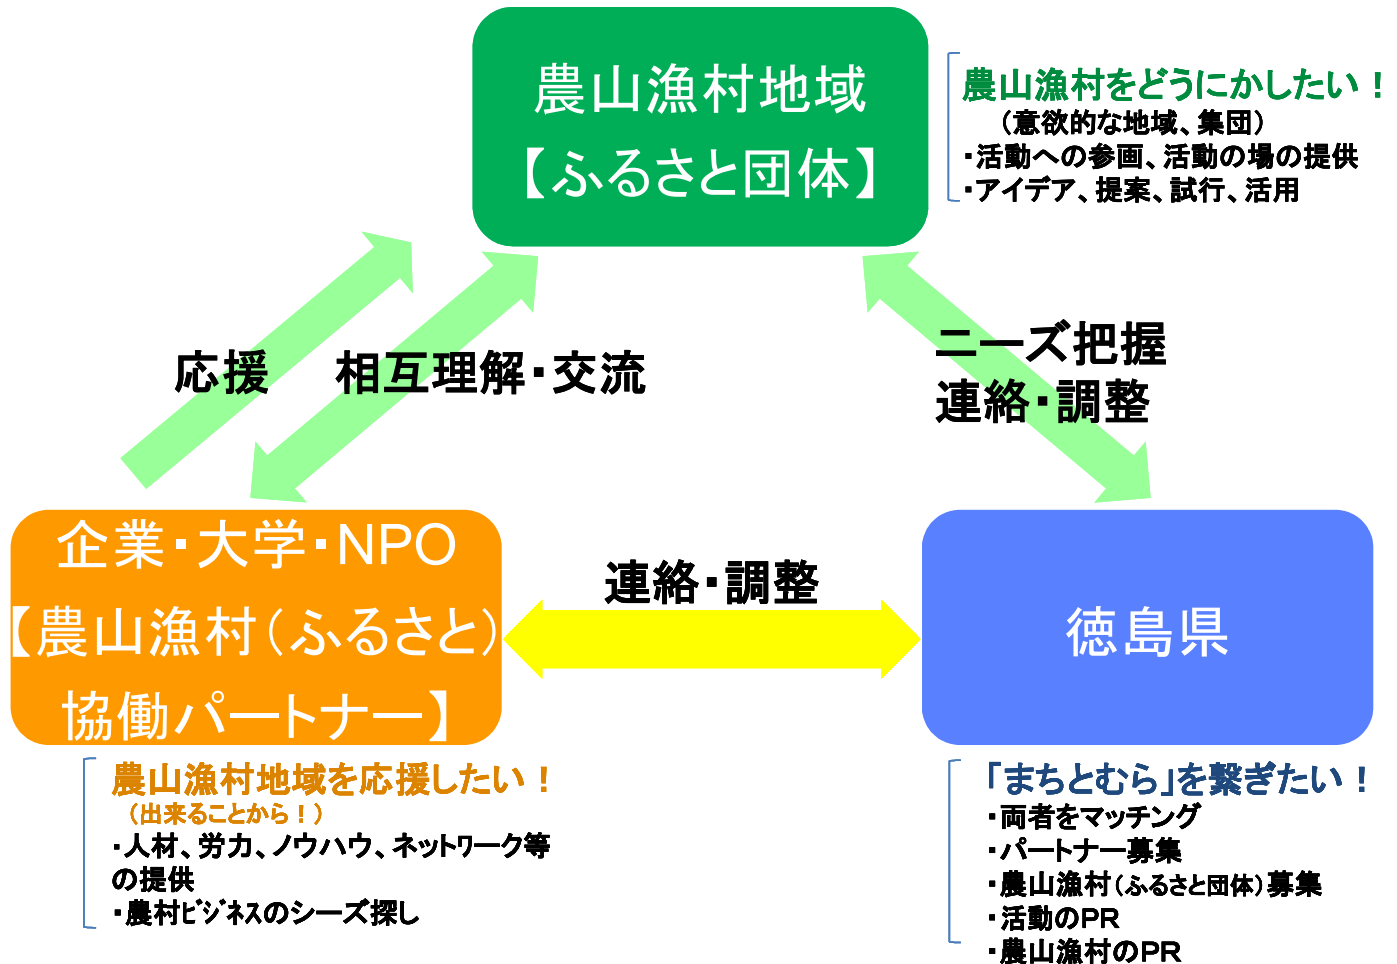 農山漁村地域
【ふるさと団体】
農山漁村をどうにかしたい！
（意欲的な地域、集団）
・活動への参画、活動の場の提供
・アイデア、提案、試行、活用
応援
相互理解・交流
ニーズ把握
連絡・調整
企業・大学・NPO
【農山漁村（ふるさと）
協働パートナー】
連絡・調整
徳島県
農山漁村地域を応援したい！
（出来ることから！）
・人材、労力、ノウハウ、ネットワーク等
の提供
・農村ﾋﾞｼﾞﾈｽのシーズ探し
「まちとむら」を繋ぎたい！
・両者をマッチング
・パートナー募集
・農山漁村（ふるさと団体）募集
・活動のPR
・農山漁村のPR